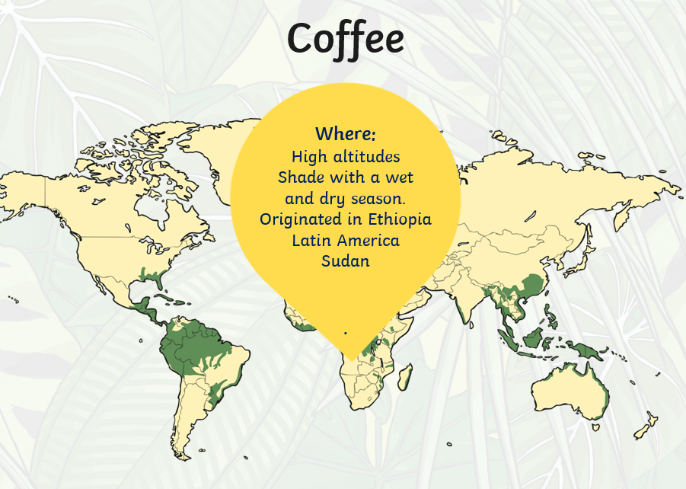 Coffee
Where:
High altitudes
Shade with a wet
and dry season.
Originated in Ethiopia
Latin America
Sudan